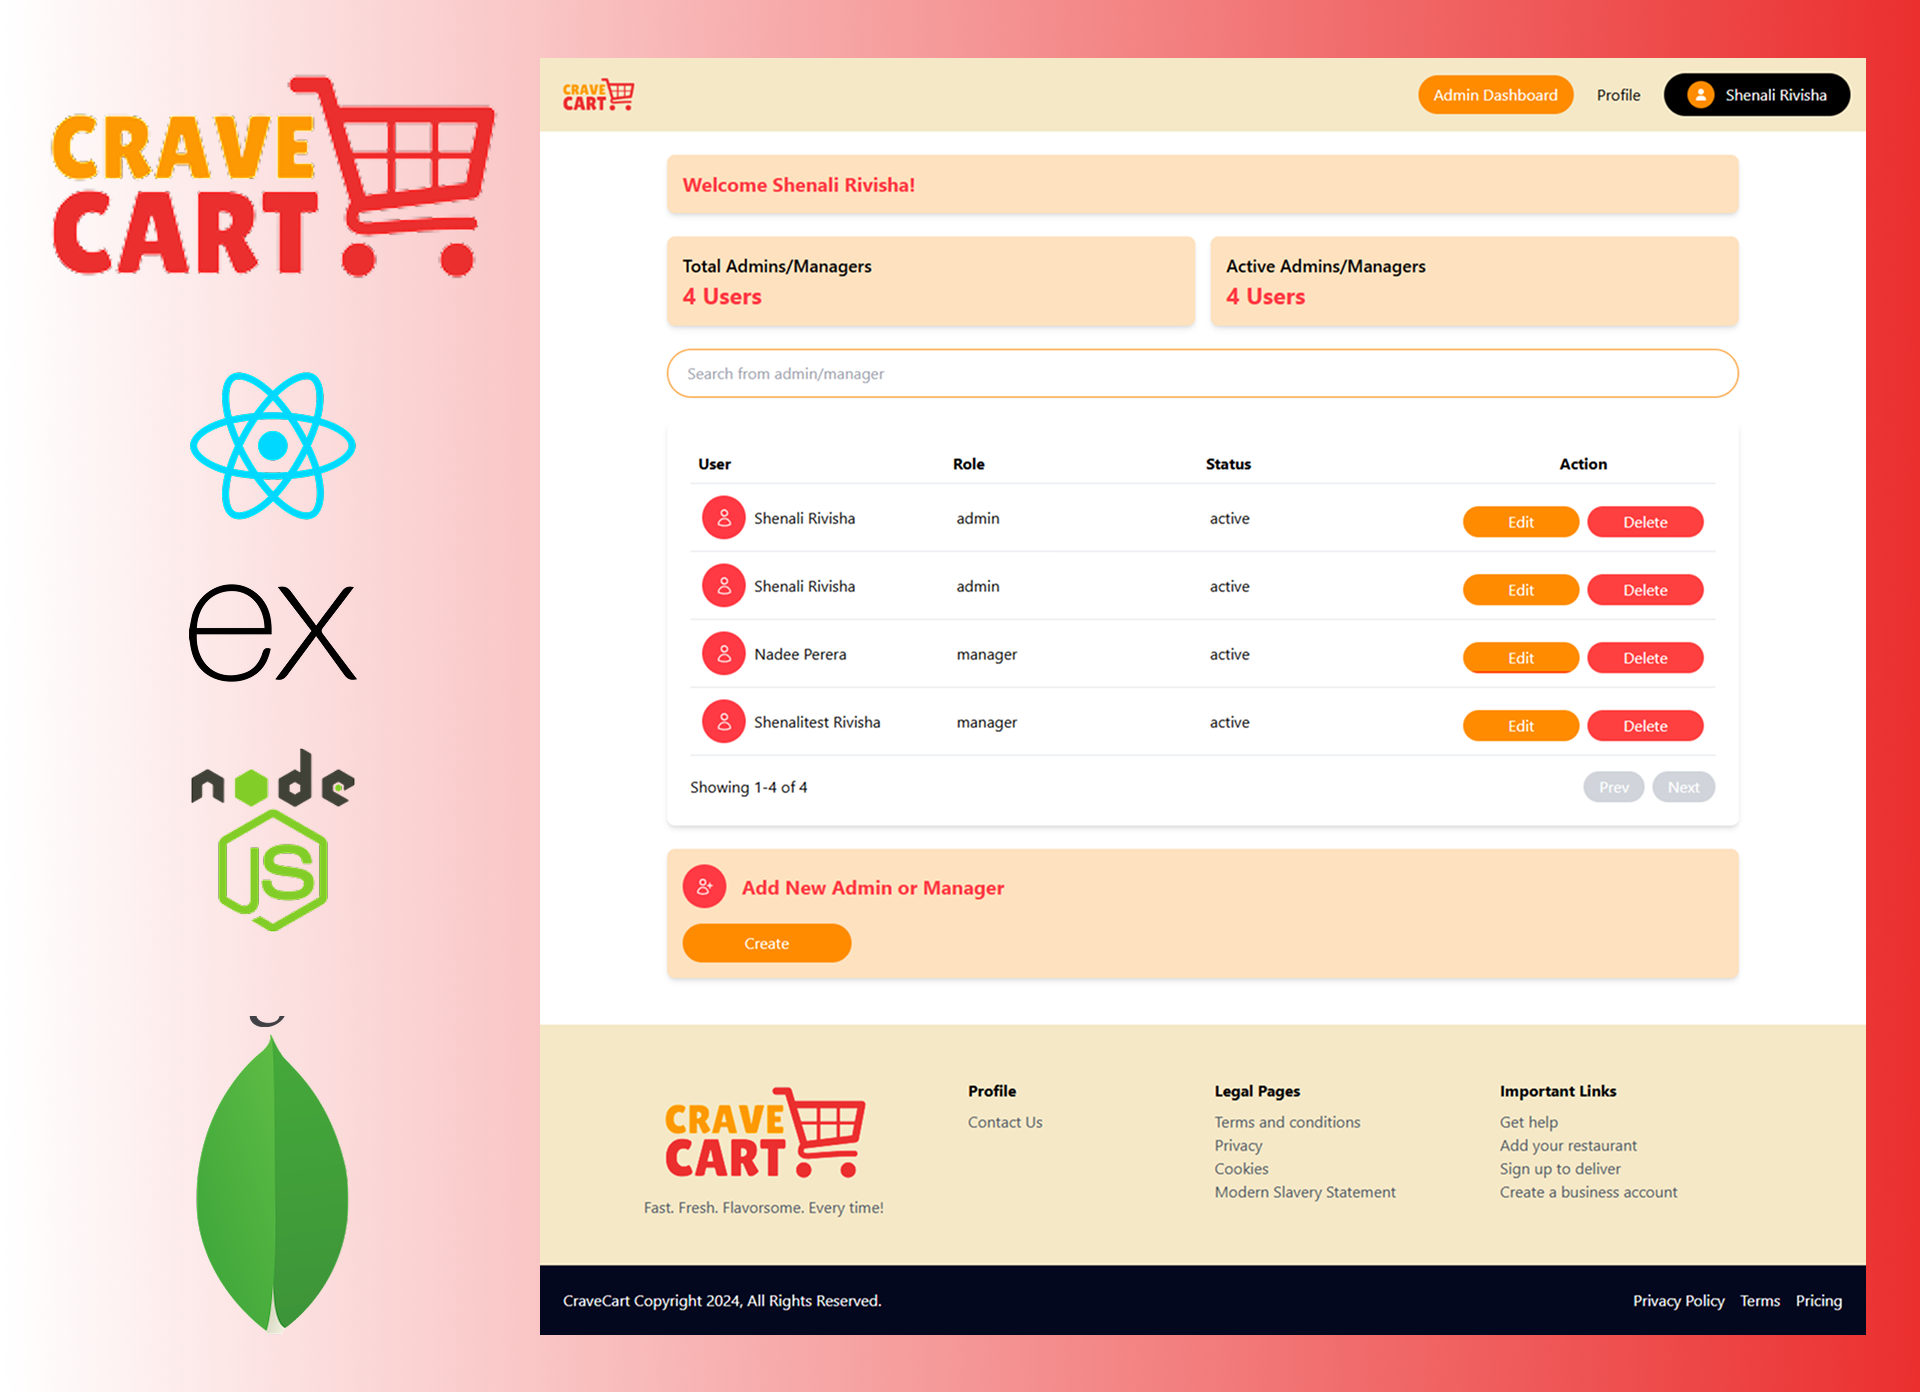 CRAVE
CART
ex
node
JS
CRAVE
CART
Admin Dashboard
Profile
Shenali Rivisha
Welcome Shenali Rivisha!
Total Admins/Managers
4 Users
Active Admins/Managers
4 Users
Search from admin/manager
User Role Status Action
Shenali Rivisha admin active Edit Delete
Shenali Rivisha admin active Edit Delete
Nadee Perera manager active Edit Delete
Shenalitest Rivisha manager active Edit Delete
Showing 1-4 of 4
Prev Next
Add New Admin or Manager
Create
CRAVE
CART
Fast. Fresh. Flavorsome. Every time!
Profile
Contact Us
Legal Pages
Terms and conditions
Privacy
Cookies
Modern Slavery Statement
Important Links
Get help
Add your restaurant
Sign up to deliver
Create a business account
CraveCart Copyright 2024, All Rights Reserved.
Privacy Policy Terms Pricing